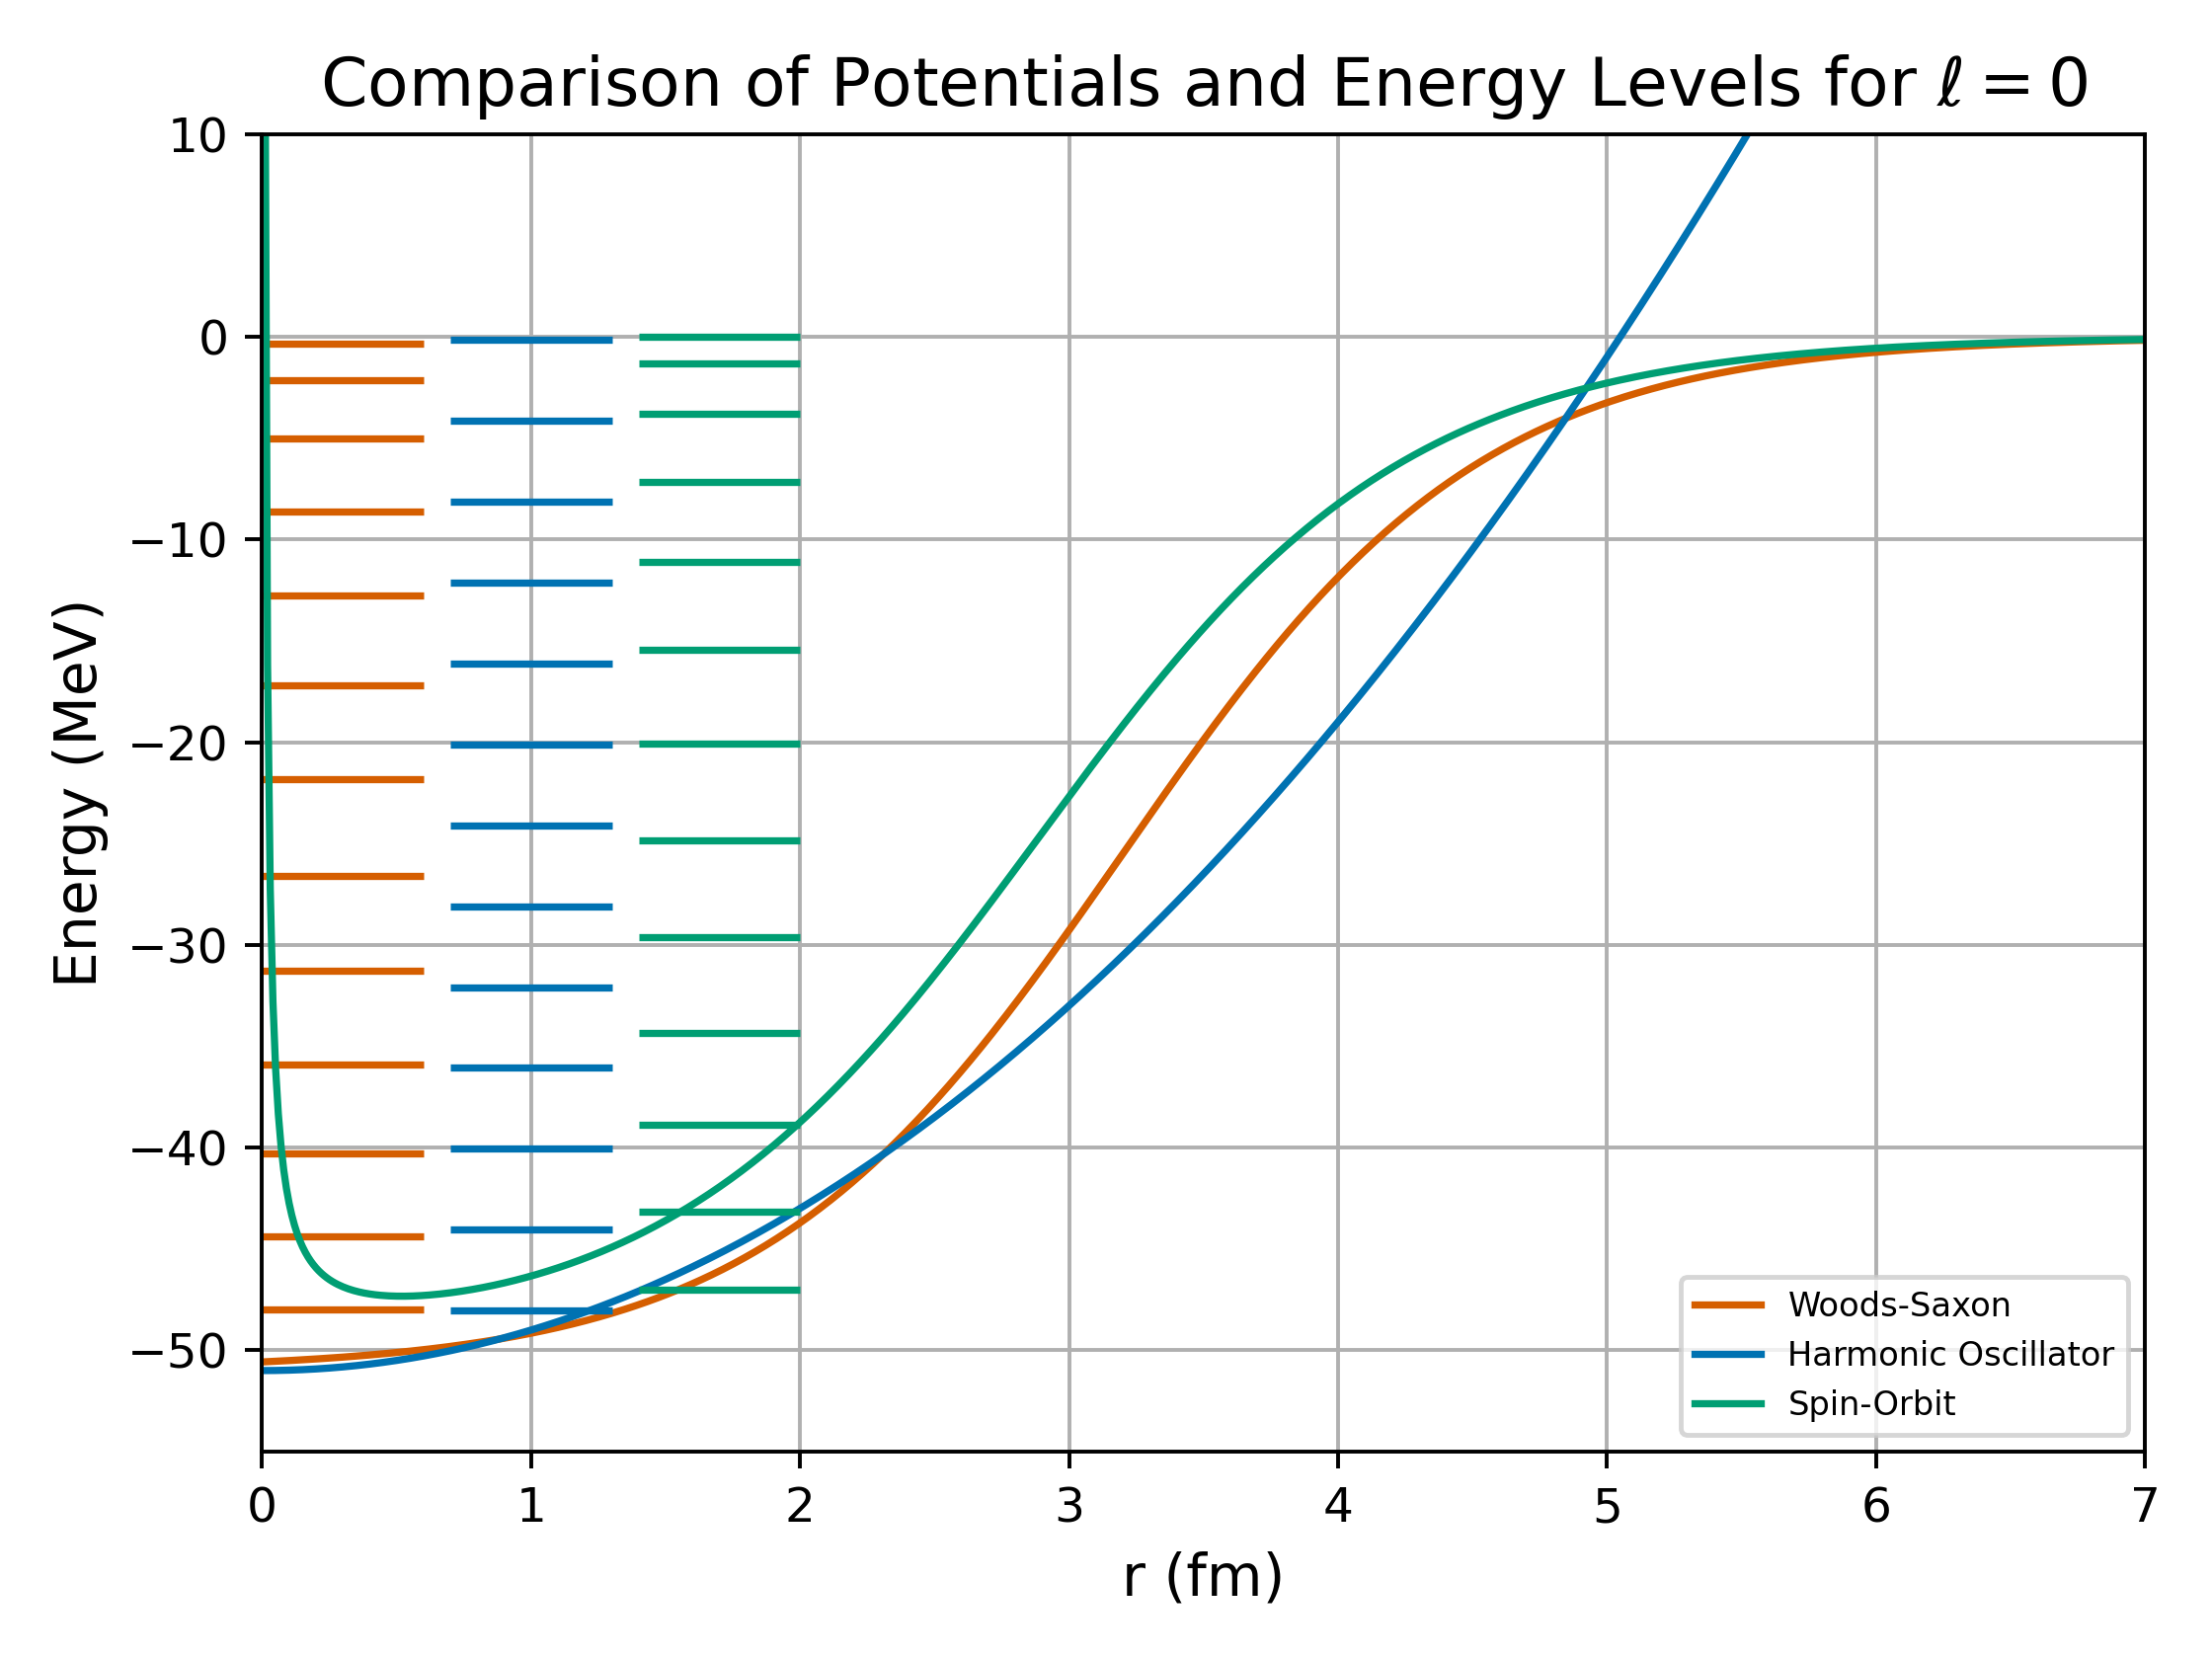 Comparison of Potentials and Energy Levels for ℓ = 0
10
0
−10
−20
−30
−40
−50
Energy (MeV)
0 1 2 3 4 5 6 7
r (fm)
Woods-Saxon
Harmonic Oscillator
Spin-Orbit